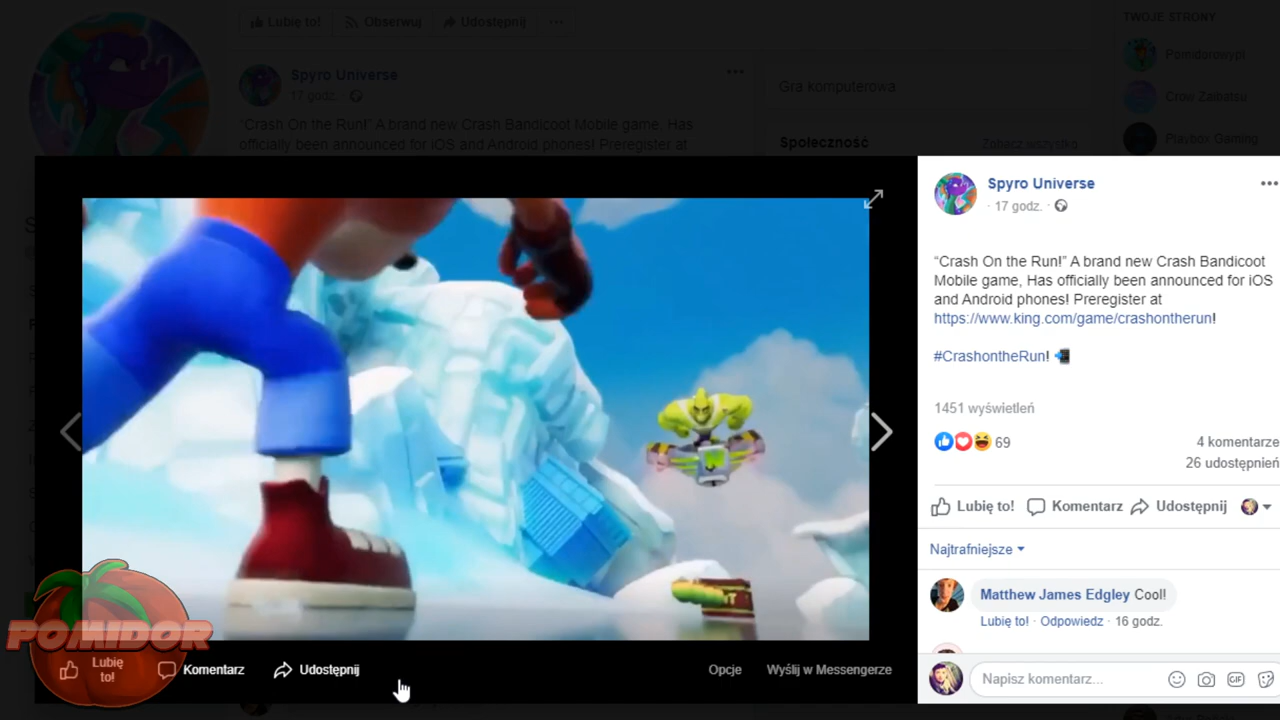 Lubię to!
Obserwuj
Udostępnij
TWOJE STRONY
Spyro Universe
17 godz.
Gra komputerowa
Pomidorowypl
Crow Zaibatsu
Playbox Gaming
"Crash On the Run!" A brand new Crash Bandicoot Mobile game, Has
officially been announced for iOS and Android phones! Preregister at
Społeczność
Zobacz wszystko
Spyro Universe
· 17 godz. ·
“Crash On the Run!” A brand new Crash Bandicoot
Mobile game, Has officially been announced for iOS
and Android phones! Preregister at
https://www.king.com/game/crashontherun!
#CrashontheRun!
1451 wyświetleń
69
4 komentarze
26 udostępnień
Lubię to!
Komentarz
Udostępnij
Najtrafniejsze
Matthew James Edgley Cool!
Lubię to! · Odpowiedz · 16 godz.
Napisz komentarz...
GIF
POMIDOR
Lubię
to!
Komentarz
Udostępnij
Opcje
Wyślij w Messengerze